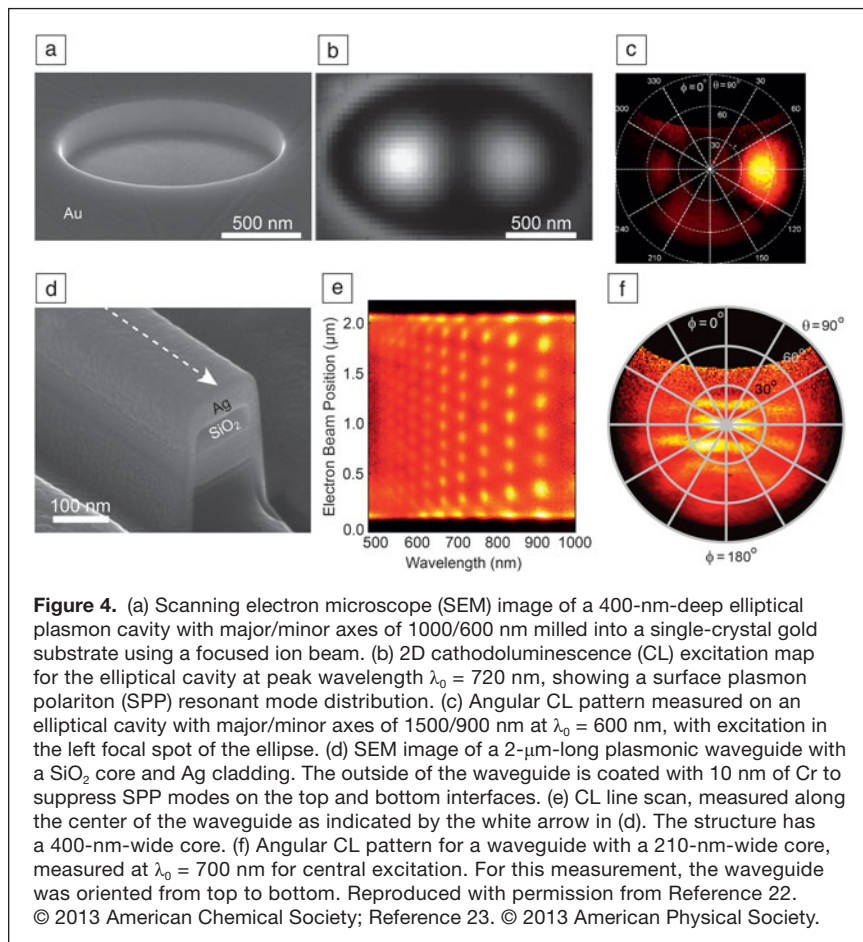 a
b
c
Au
500 nm
500 nm
330
ϕ=0°
θ=90°
30
300
60
60
30
240
120
210
150
d
e
f
Ag
SiO₂
100 nm
Electron Beam Position (μm)
2.0
1.5
1.0
0.5
0.0
500 600 700 800 900 1000
Wavelength (nm)
ϕ=0°
θ=90°
60°
30°
ϕ=180°
Figure 4. (a) Scanning electron microscope (SEM) image of a 400-nm-deep elliptical
plasmon cavity with major/minor axes of 1000/600 nm milled into a single-crystal gold
substrate using a focused ion beam. (b) 2D cathodoluminescence (CL) excitation map
for the elliptical cavity at peak wavelength λ₀ = 720 nm, showing a surface plasmon
polariton (SPP) resonant mode distribution. (c) Angular CL pattern measured on an
elliptical cavity with major/minor axes of 1500/900 nm at λ₀ = 600 nm, with excitation in
the left focal spot of the ellipse. (d) SEM image of a 2-μm-long plasmonic waveguide with
a SiO₂ core and Ag cladding. The outside of the waveguide is coated with 10 nm of Cr to
suppress SPP modes on the top and bottom interfaces. (e) CL line scan, measured along
the center of the waveguide as indicated by the white arrow in (d). The structure has
a 400-nm-wide core. (f) Angular CL pattern for a waveguide with a 210-nm-wide core,
measured at λ₀ = 700 nm for central excitation. For this measurement, the waveguide
was oriented from top to bottom. Reproduced with permission from Reference 22.
© 2013 American Chemical Society; Reference 23. © 2013 American Physical Society.